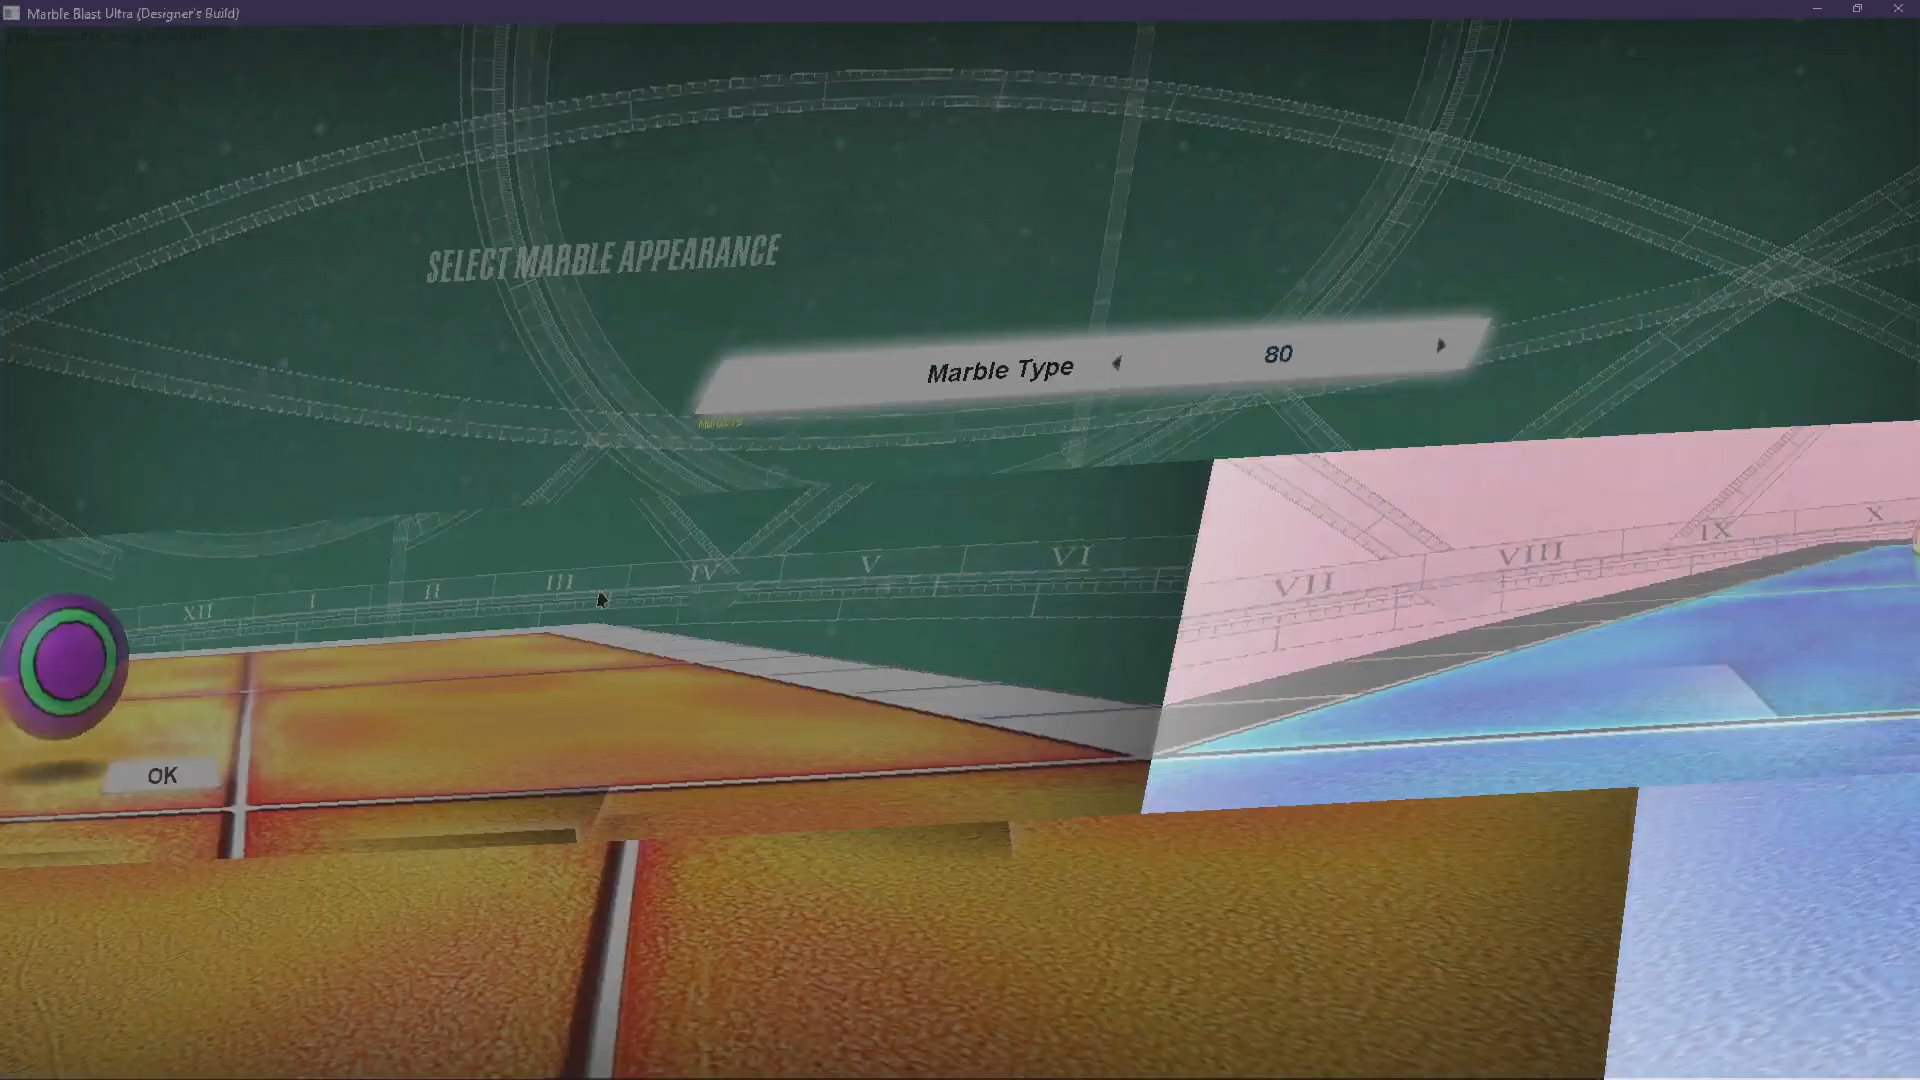 Marble Blast Ultra (Designer's Build)
SELECT MARBLE APPEARANCE
Marble Type 80
XII I II III IV V VI VII VIII IX X
OK